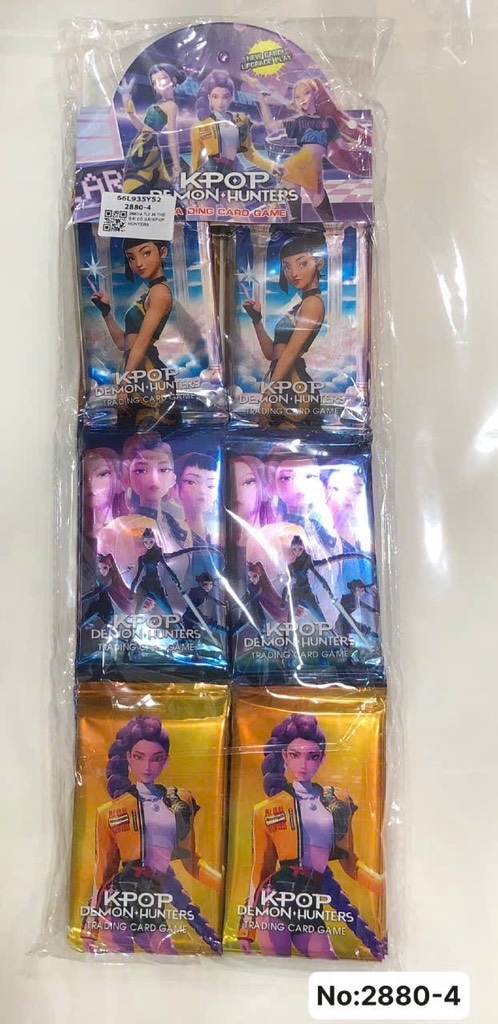 NEW CARDS
UPGRADE PLAY
K-POP
DEMON·HUNTERS
TRADING CARD GAME
S6L935Y52
2880-4
HUNTERS
K-POP
DEMON·HUNTERS
TRADING CARD GAME
K-POP
DEMON·HUNTERS
TRADING CARD GAME
K-POP
DEMON·HUNTERS
TRADING CARD GAME
K-POP
DEMON·HUNTERS
TRADING CARD GAME
K-POP
DEMON·HUNTERS
TRADING CARD GAME
K-POP
DEMON·HUNTERS
TRADING CARD GAME
No:2880-4